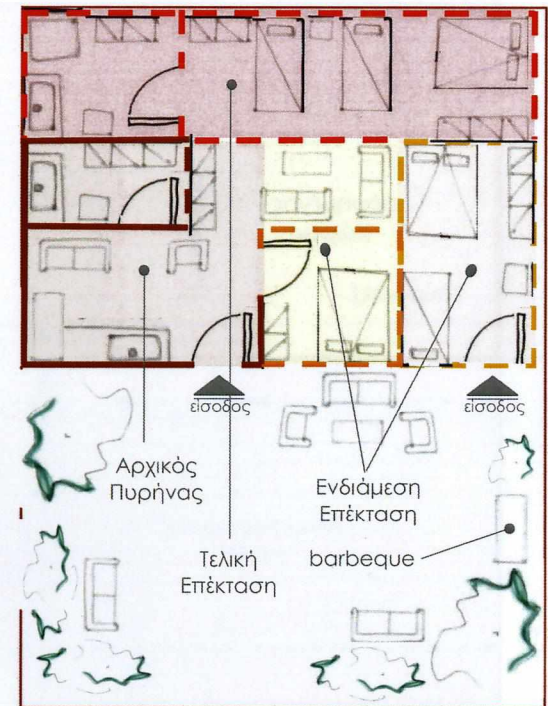 είσοδος
είσοδος
Αρχικός
Πυρήνας
Ενδιάμεση
Επέκταση
Τελική
Επέκταση
barbeque